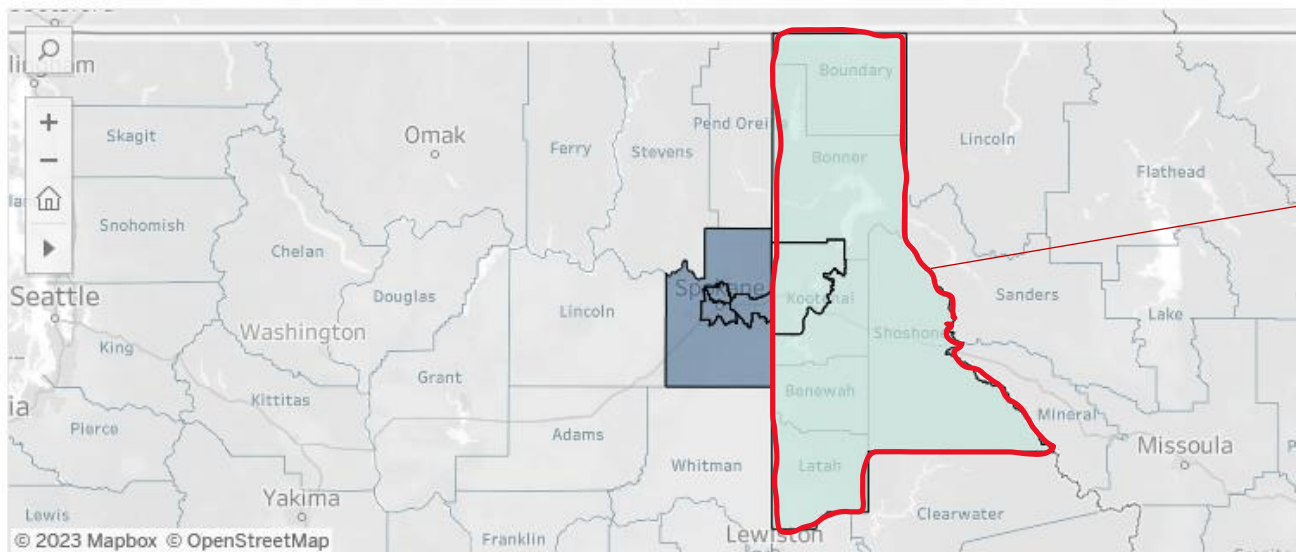 lingham
Skagit
Snohomish
Seattle
King
Pierce
Lewis
Chelan
Washington
Kittitas
Yakima
Omak
Douglas
Grant
Ferry
Stevens
Lincoln
Adams
Franklin
Pend Oreille
Spokane
Whitman
Boundary
Bonner
Kootenai
Shoshone
Benewah
Latah
Lewiston
Lincoln
Flathead
Sanders
Lake
Mineral
Missoula
Clearwater
© 2023 Mapbox © OpenStreetMap